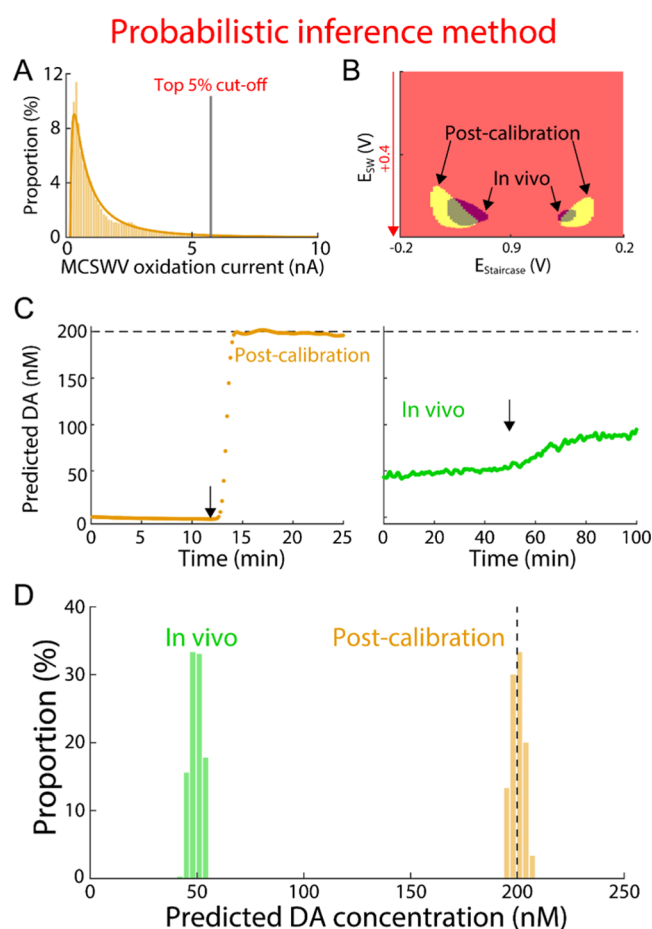 Probabilistic inference method
A
B
Top 5% cut-off
12
8
4
0
Proportion (%)
0
10
MCSWV oxidation current (nA)
Post-calibration
In vivo
E_SW (V)
+0.4
-0.2
0.9
0.2
E_Staircase (V)
C
200
150
100
50
0
Predicted DA (nM)
Post-calibration
In vivo
0
5
10
15
20
25
Time (min)
0
20
40
60
80
100
Time (min)
D
40
30
20
10
0
Proportion (%)
In vivo
Post-calibration
0
50
100
150
200
250
Predicted DA concentration (nM)